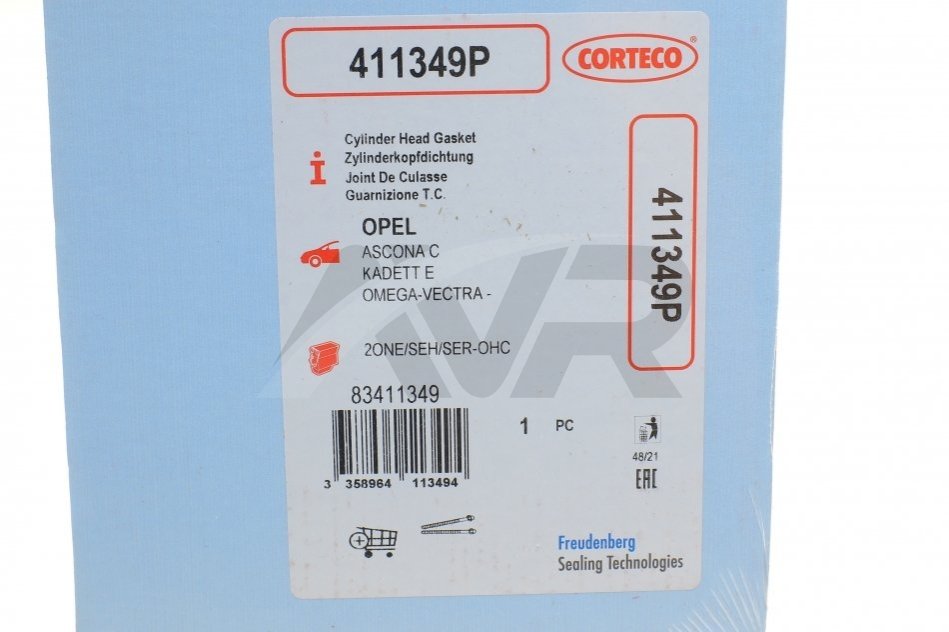 411349P
CORTECO®
Cylinder Head Gasket
Zylinderkopfdichtung
Joint De Culasse
Guarnizione T.C.
411349P
OPEL
ASCONA C
KADETT E
OMEGA-VECTRA -
AVR
2ONE/SEH/SER-OHC
83411349
1 PC
3 358964 113494
48/21
EAC
Freudenberg
Sealing Technologies